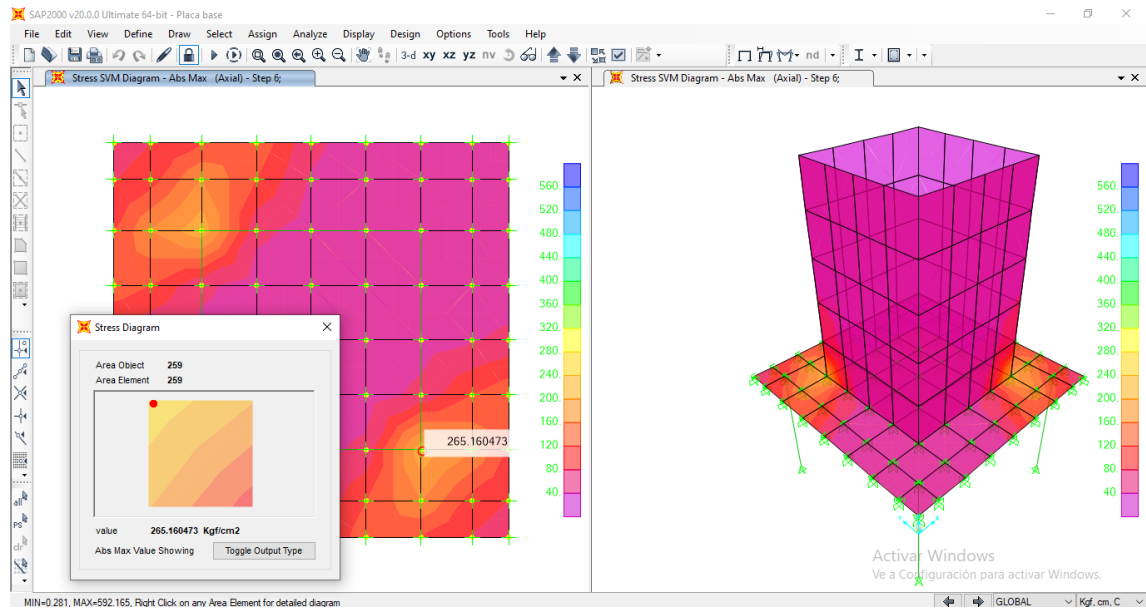 SAP2000 v20.0.0 Ultimate 64-bit - Placa base
File Edit View Define Draw Select Assign Analyze Display Design Options Tools Help
3-d xy xz yz nv nd
Stress SVM Diagram - Abs Max (Axial) - Step 6;
Stress SVM Diagram - Abs Max (Axial) - Step 6;
560.
520.
480.
440.
400.
360.
320.
280.
240.
200.
160.
120.
80.
40.
265.160473
Stress Diagram
Area Object 259
Area Element 259
value 265.160473 Kgf/cm2
Abs Max Value Showing Toggle Output Type
all
PS
clr
560.
520.
480.
440.
400.
360.
320.
280.
240.
200.
160.
120.
80.
40.
Activar Windows
Ve a Configuración para activar Windows.
MIN=0.281, MAX=592.165, Right Click on any Area Element for detailed diagram
GLOBAL Kgf, cm, C